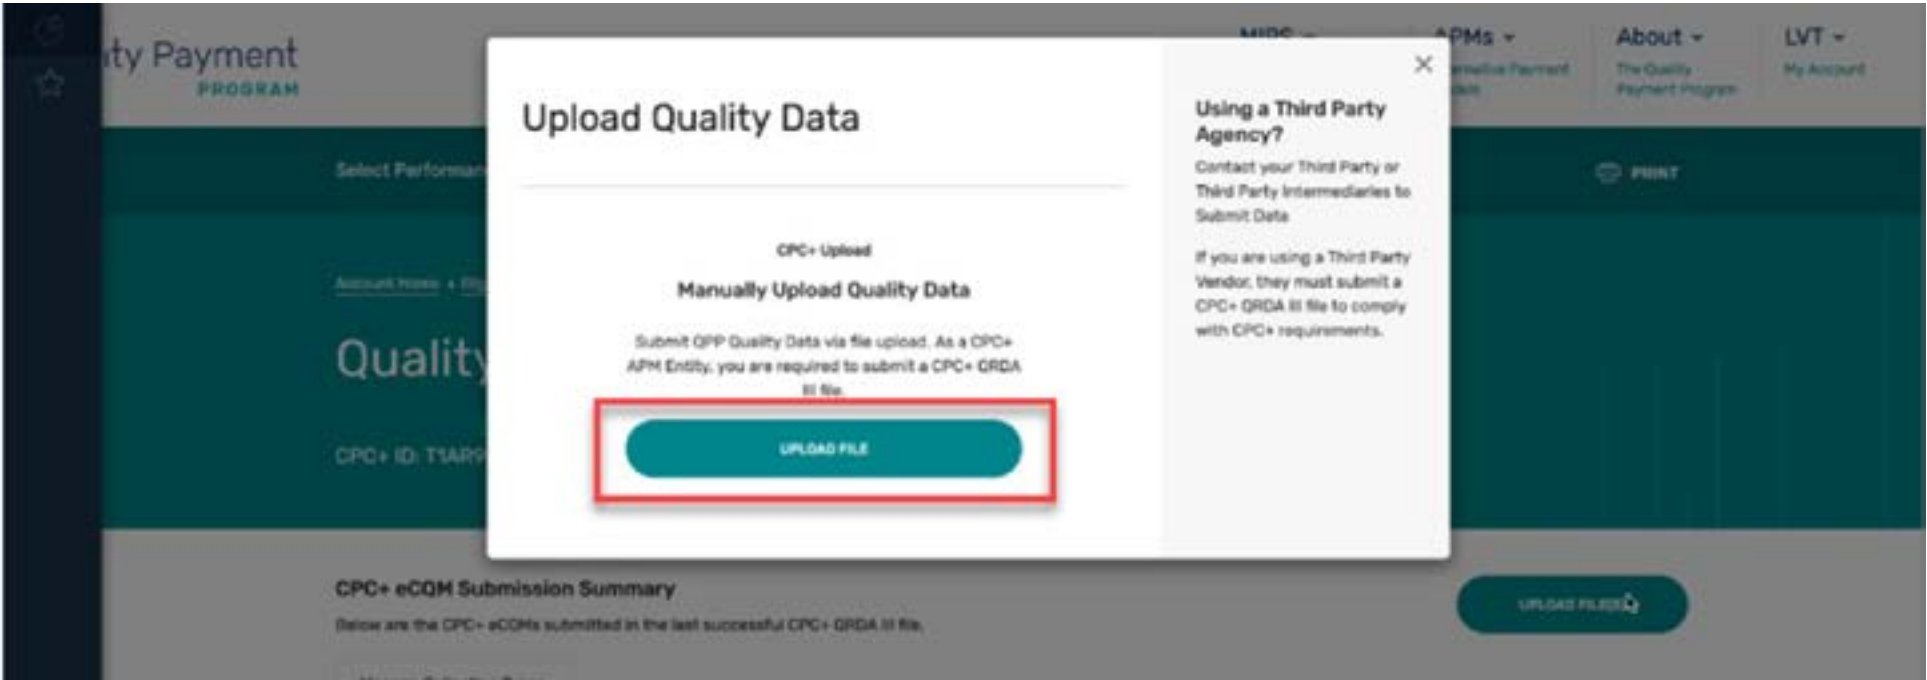 ity Payment
PROGRAM
MIPS
APMs
Payment
About
The Quality
Payment Program
LVT
My Account
Select Performan
PRINT
Account Home
Quality
CPC+ ID: T1AR9
Upload Quality Data
CPC+ Upload
Manually Upload Quality Data
Submit QPP Quality Data via file upload. As a CPC+
APM Entity, you are required to submit a CPC+ QRDA
III file.
UPLOAD FILE
Using a Third Party
Agency?
Contact your Third Party or
Third Party Intermediaries to
Submit Data
If you are using a Third Party
Vendor, they must submit a
CPC+ QRDA III file to comply
with CPC+ requirements.
CPC+ eCQM Submission Summary
Below are the CPC+ eCQMs submitted in the last successful CPC+ QRDA III file.
UPLOAD